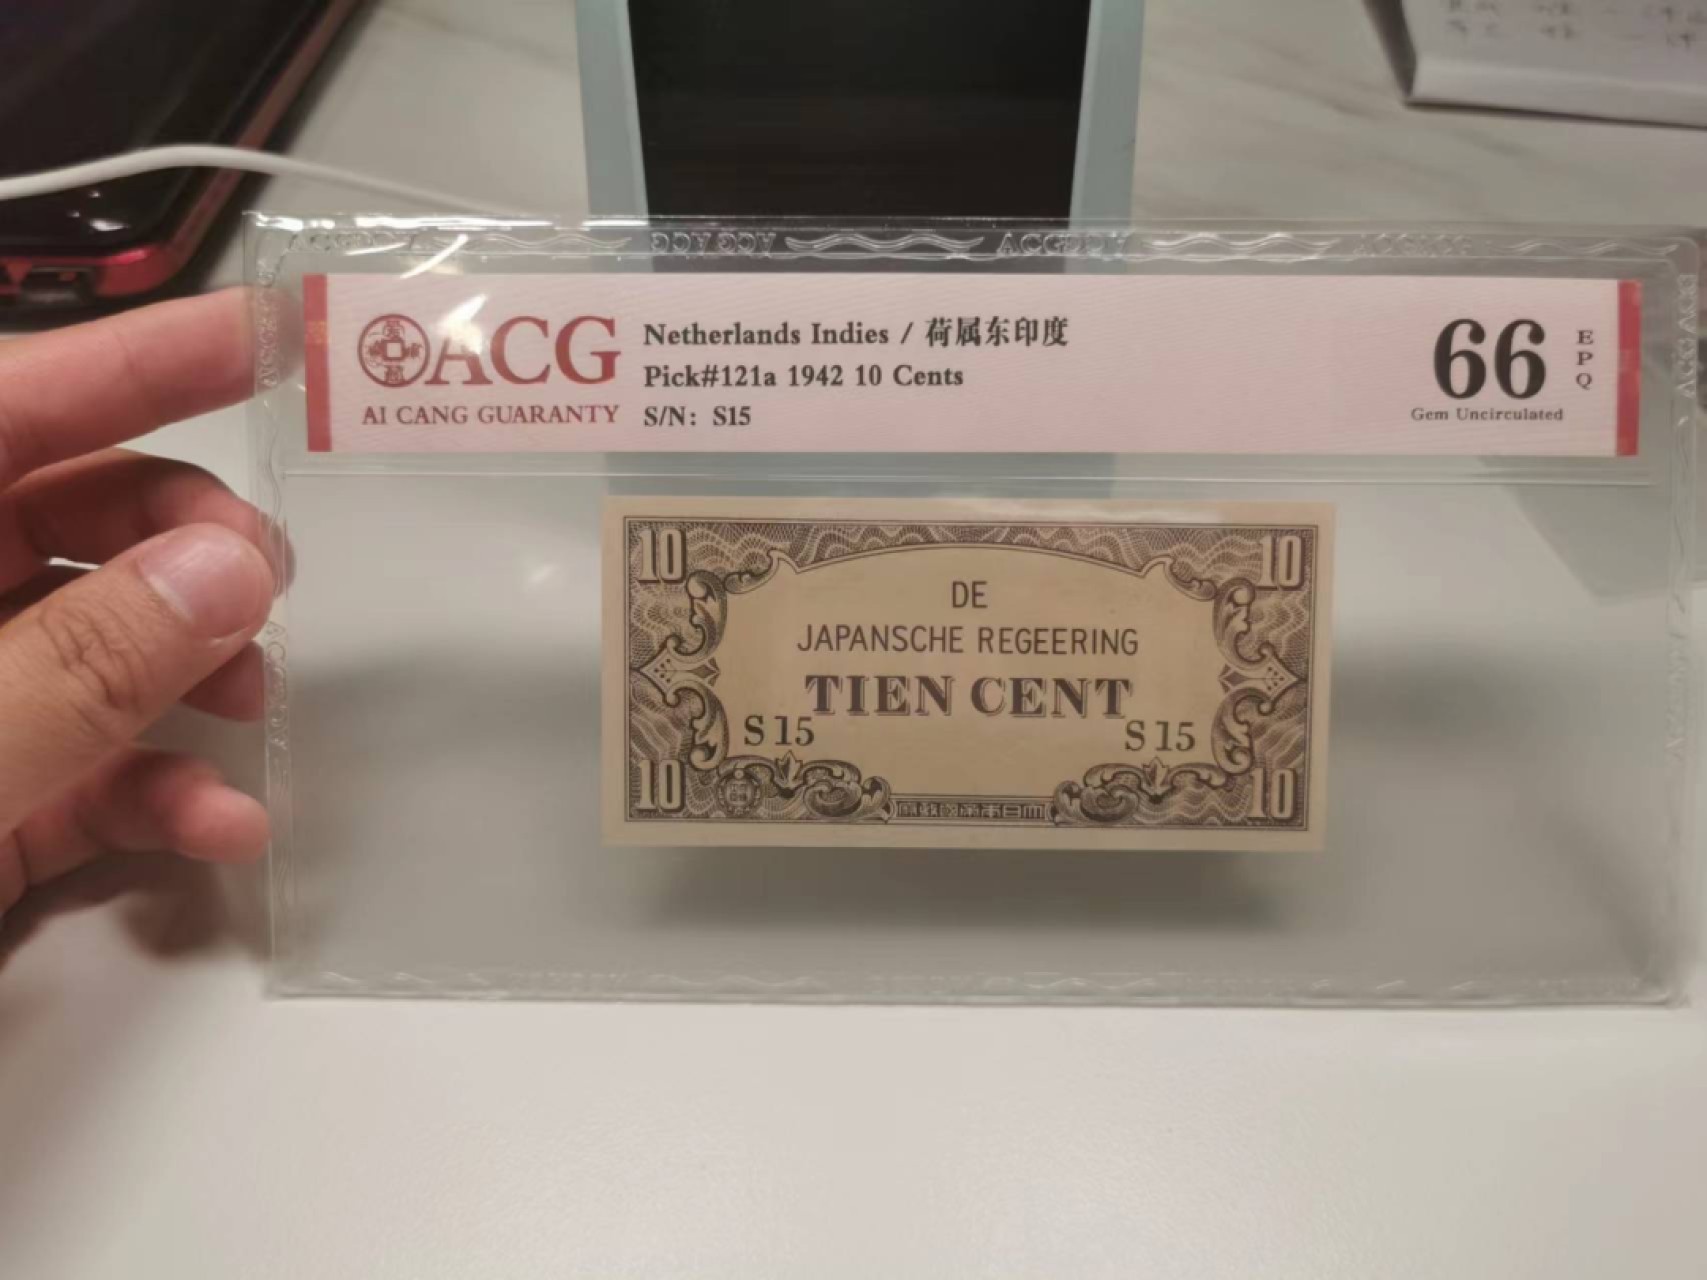 ACG
AI CANG GUARANTY
Netherlands Indies / 荷属东印度
Pick#121a 1942 10 Cents
S/N: S15
66
EPQ
Gem Uncirculated
10
10
DE
JAPANSCHE REGEERING
TIEN CENT
S15
S15
10
10